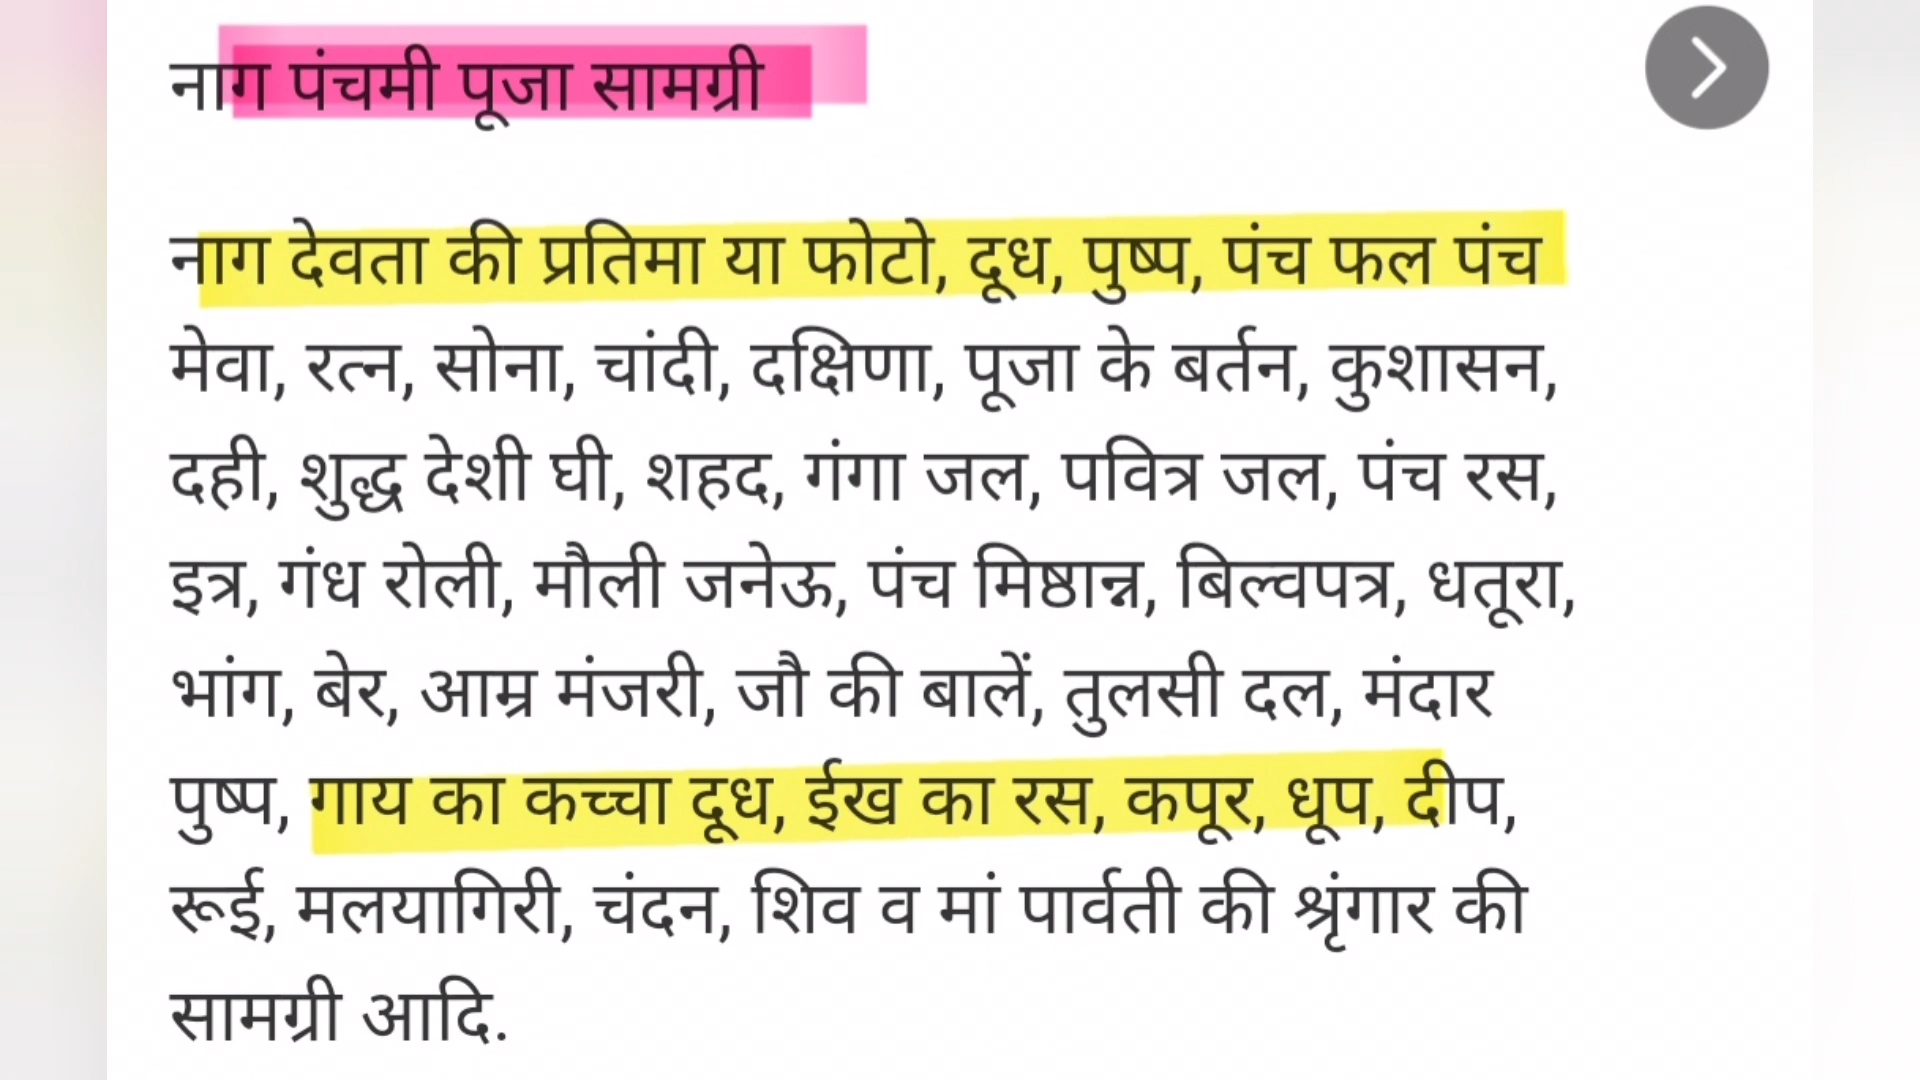 नाग पंचमी पूजा सामग्री
नाग देवता की प्रतिमा या फोटो, दूध, पुष्प, पंच फल पंच
मेवा, रत्न, सोना, चांदी, दक्षिणा, पूजा के बर्तन, कुशासन,
दही, शुद्ध देशी घी, शहद, गंगा जल, पवित्र जल, पंच रस,
इत्र, गंध रोली, मौली जनेऊ, पंच मिष्ठान्न, बिल्वपत्र, धतूरा,
भांग, बेर, आम्र मंजरी, जौ की बालें, तुलसी दल, मंदार
पुष्प, गाय का कच्चा दूध, ईख का रस, कपूर, धूप, दीप,
रूई, मलयागिरी, चंदन, शिव व मां पार्वती की श्रृंगार की
सामग्री आदि.